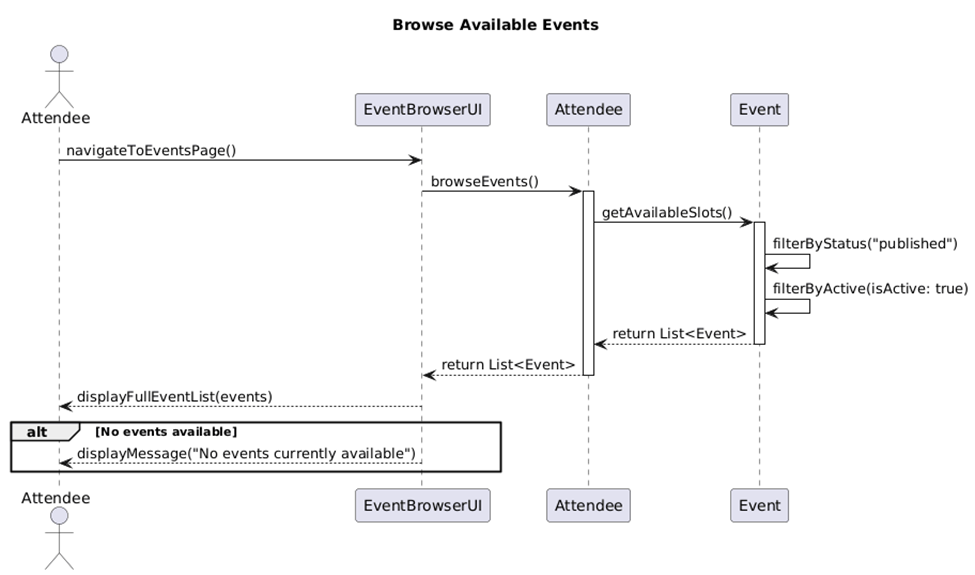 Browse Available Events
Attendee
EventBrowserUI
Attendee
Event
navigateToEventsPage()
browseEvents()
getAvailableSlots()
filterByStatus("published")
filterByActive(isActive: true)
return List<Event>
return List<Event>
displayFullEventList(events)
alt [No events available]
displayMessage("No events currently available")
Attendee
EventBrowserUI
Attendee
Event